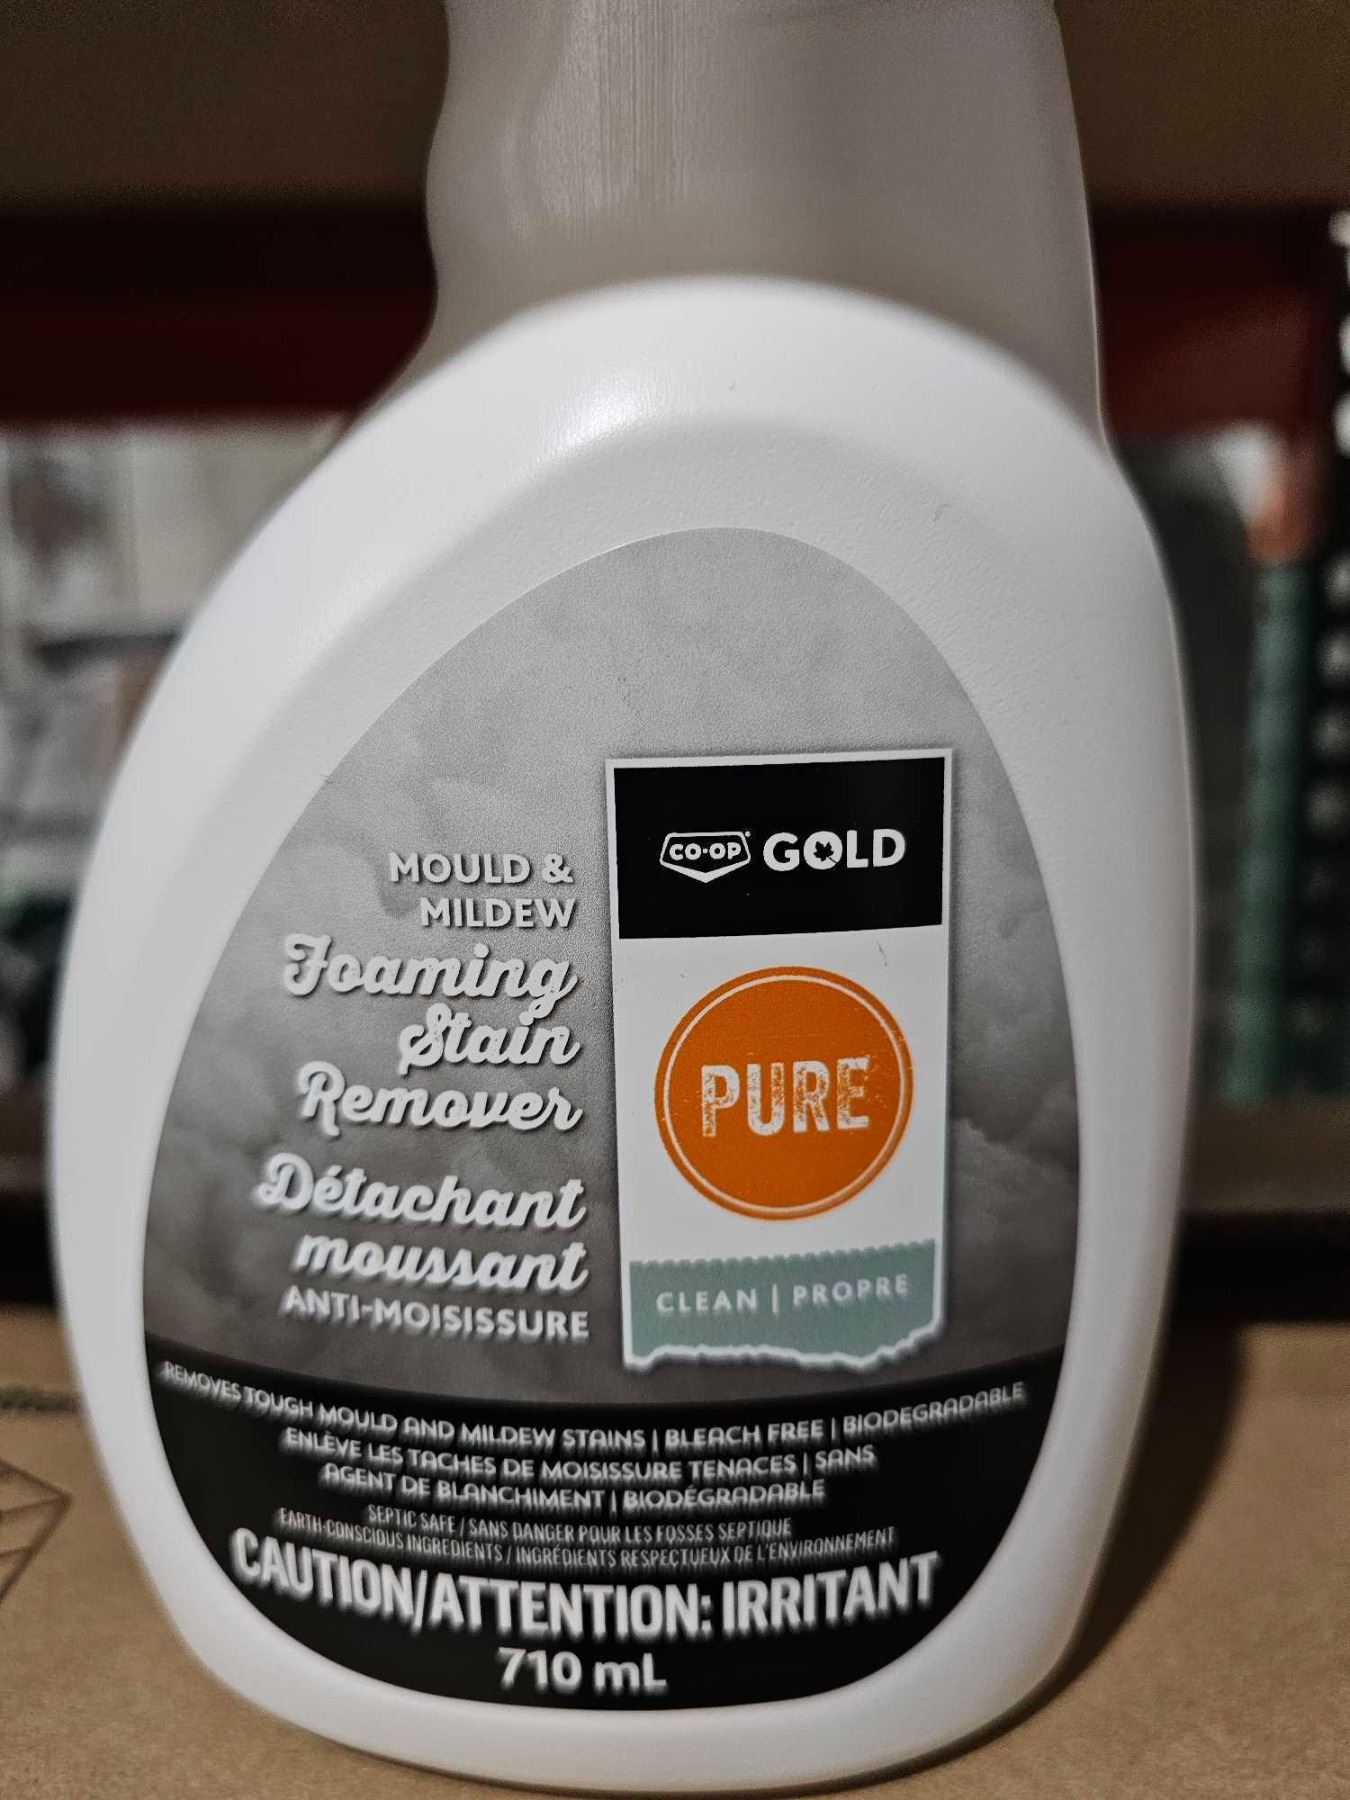 CO-OP GOLD
PURE
CLEAN | PROPRE
MOULD &
MILDEW
Foaming
Stain
Remover
Détachant
moussant
ANTI-MOISISSURE
REMOVES TOUGH MOULD AND MILDEW STAINS | BLEACH FREE | BIODEGRADABLE
ENLÈVE LES TACHES DE MOISISSURE TENACES | SANS
AGENT DE BLANCHIMENT | BIODÉGRADABLE
SEPTIC SAFE / SANS DANGER POUR LES FOSSES SEPTIQUE
EARTH-CONSCIOUS INGREDIENTS / INGRÉDIENTS RESPECTUEUX DE L'ENVIRONNEMENT
CAUTION/ATTENTION: IRRITANT
710 mL